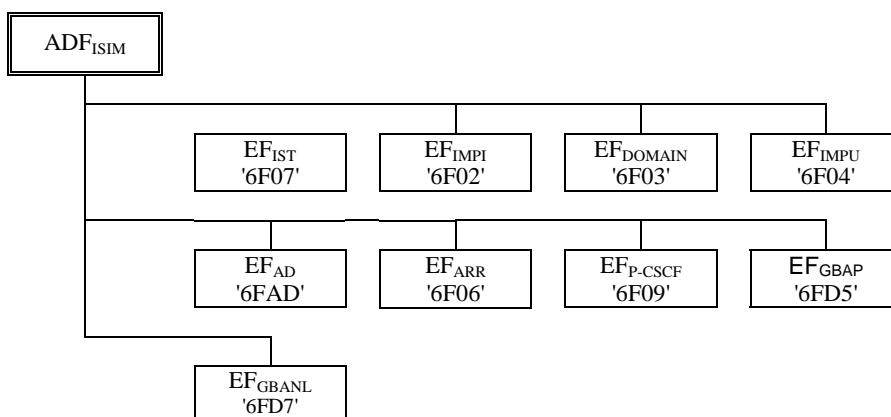 ADFISIM
EFIST
'6F07'
EFIMPI
'6F02'
EFDOMAIN
'6F03'
EFIMPU
'6F04'
EFAD
'6FAD'
EFARR
'6F06'
EFP-CSCF
'6F09'
EFGBAP
'6FD5'
EFGBANL
'6FD7'